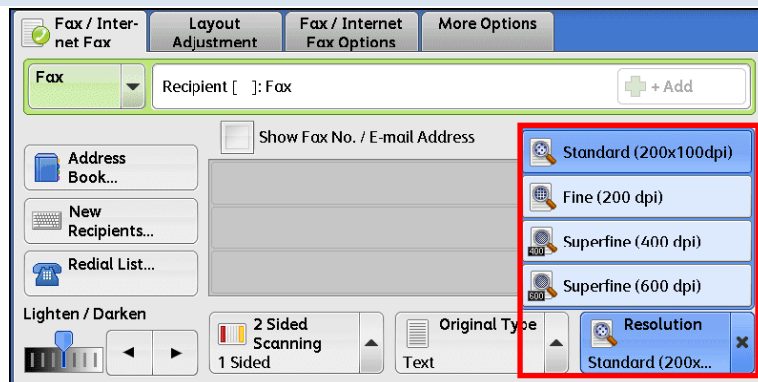 Fax / Inter-
net Fax
Layout
Adjustment
Fax / Internet
Fax Options
More Options
Fax
Recipient [ ]: Fax
+ Add
Show Fax No. / E-mail Address
Address
Book...
New
Recipients...
Redial List...
Standard (200x100dpi)
Fine (200 dpi)
400
Superfine (400 dpi)
600
Superfine (600 dpi)
Lighten / Darken
2 Sided
Scanning
1 Sided
Original Type
Text
Resolution
Standard (200x...